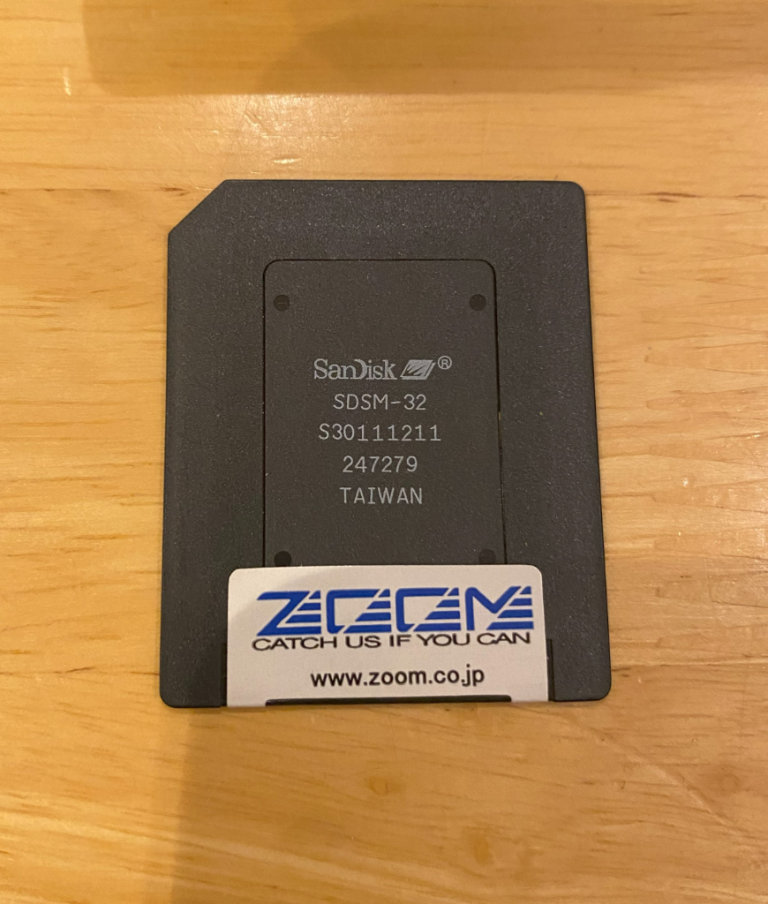 SanDisk ®
SDSM-32
S30111211
247279
TAIWAN
ZOOM
CATCH US IF YOU CAN
www.zoom.co.jp